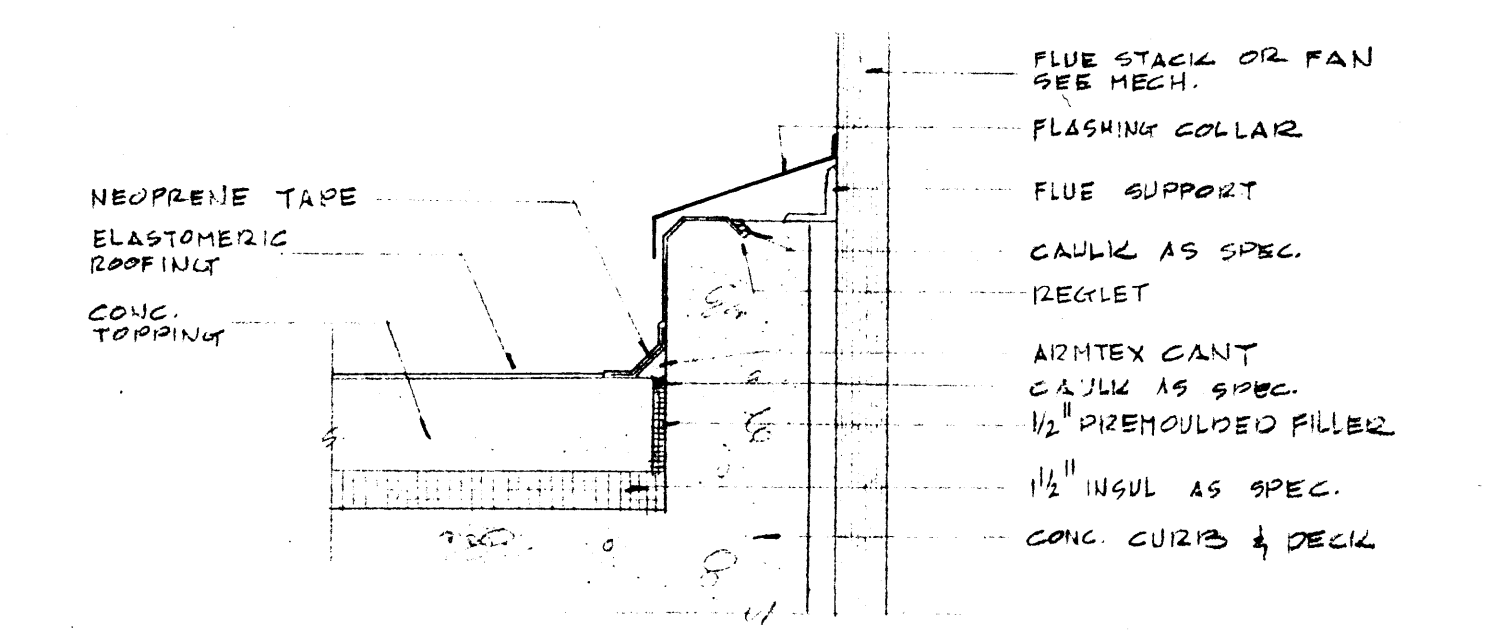 NEOPRENE TAPE
ELASTOMERIC
ROOFING
CONC.
TOPPING
FLUE STACK OR FAN
SEE MECH.
FLASHING COLLAR
FLUE SUPPORT
CAULK AS SPEC.
REGLET
ARMTEX CANT
CAULK AS SPEC.
1/2" PREMOULDED FILLER
1 1/2" INSUL AS SPEC.
CONC. CURB & DECK